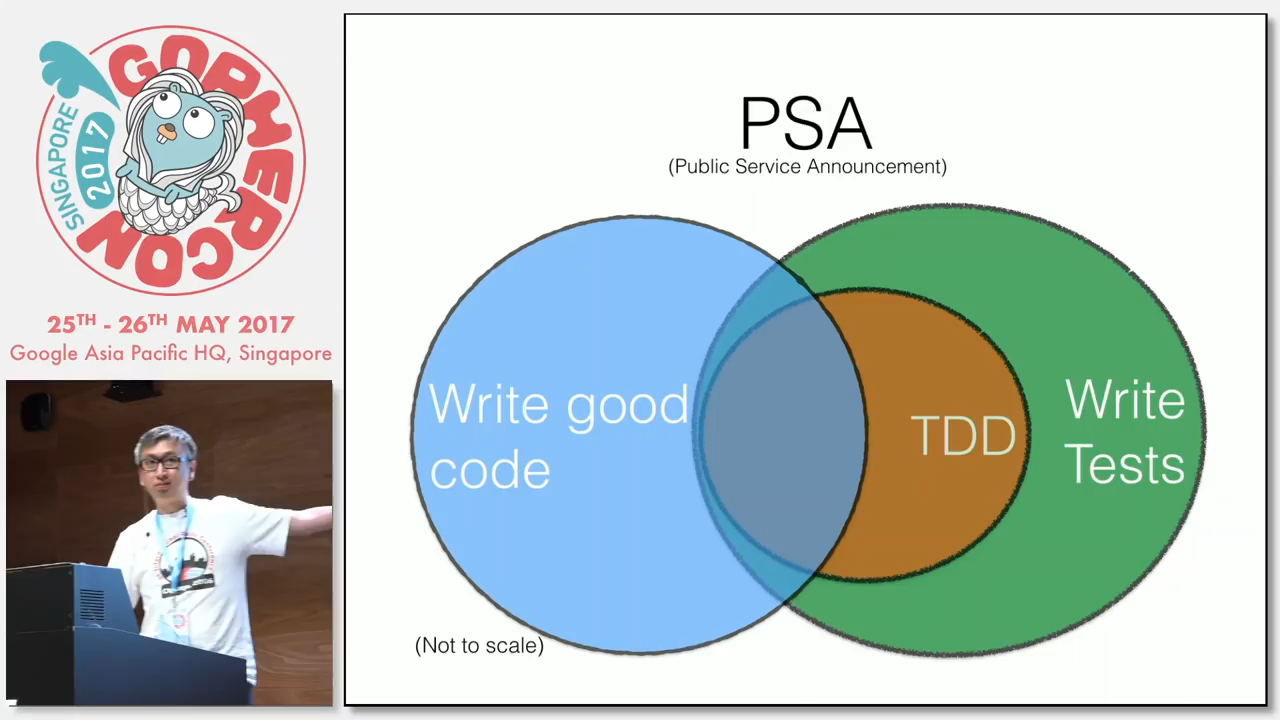 GOPHERCON
SINGAPORE
2017
25TH - 26TH MAY 2017
Google Asia Pacific HQ, Singapore
PSA
(Public Service Announcement)
Write good
code
TDD
Write
Tests
(Not to scale)